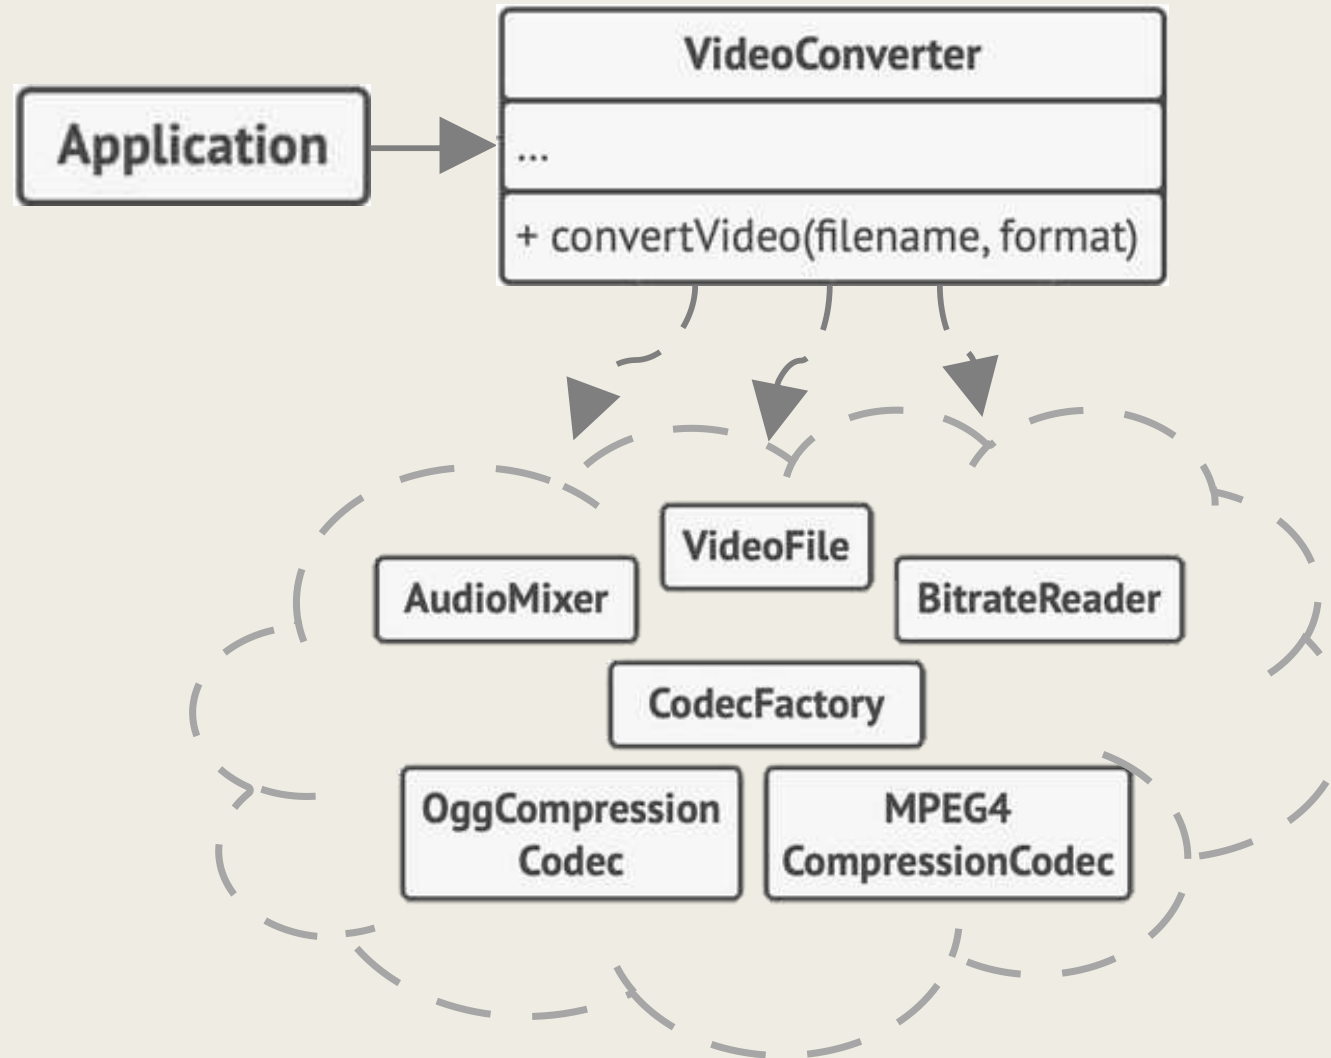 VideoConverter
Application
...
+ convertVideo(filename, format)
VideoFile
AudioMixer
BitrateReader
CodecFactory
OggCompression
Codec
MPEG4
CompressionCodec